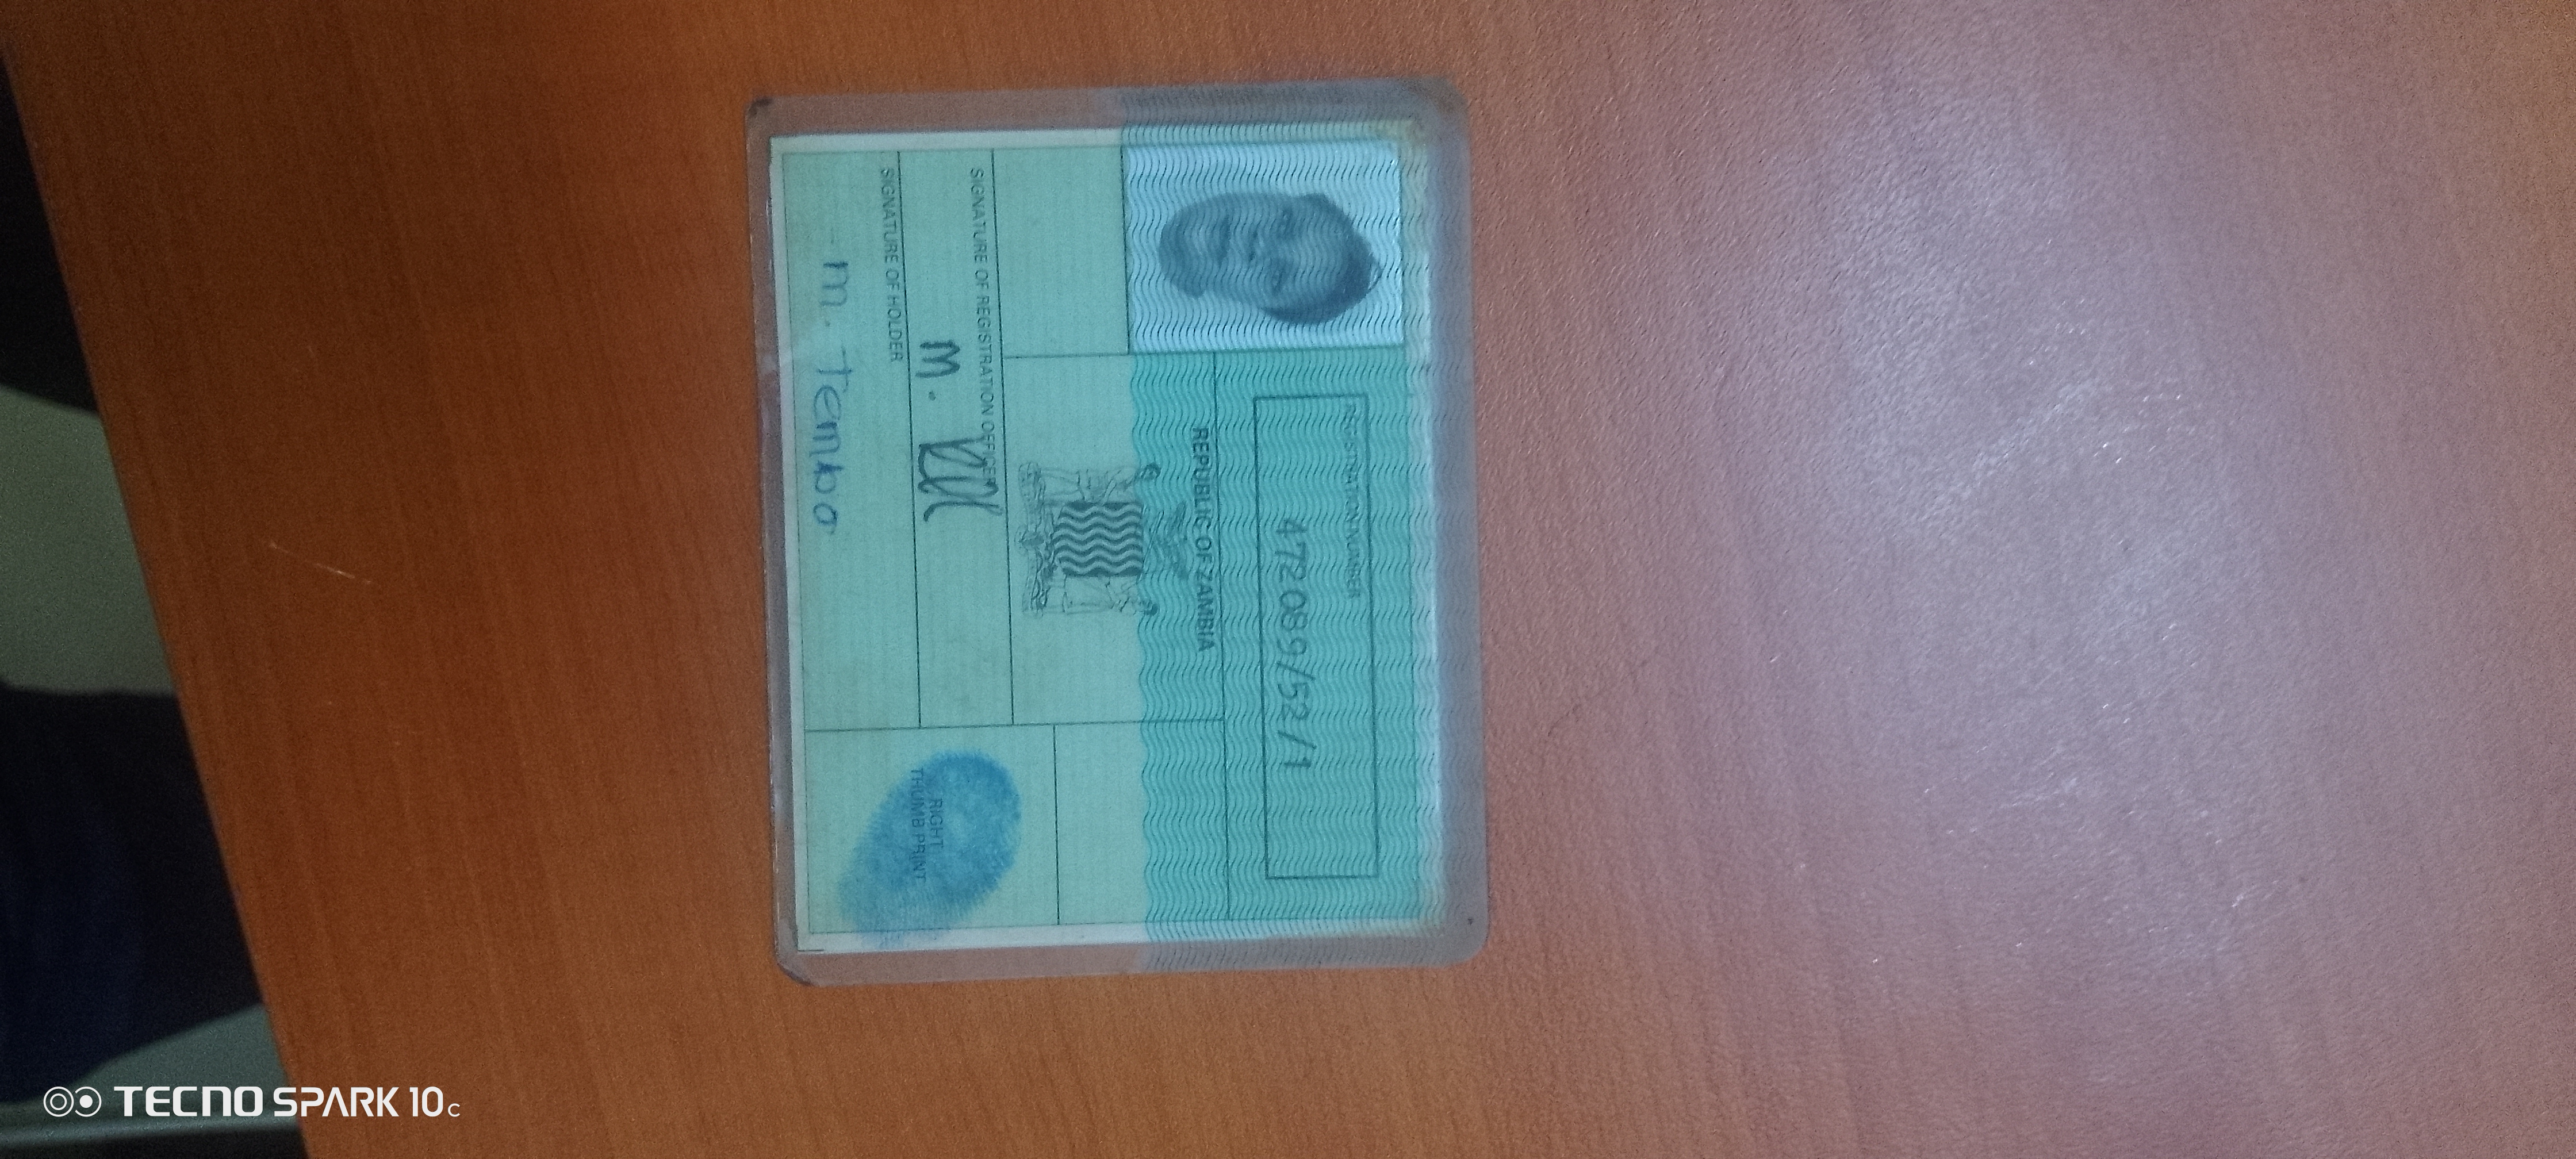 REGISTRATION NUMBER
472089/52/1
REPUBLIC OF ZAMBIA
SIGNATURE OF REGISTRATION OFFICER
M.
SIGNATURE OF HOLDER
m. Tembo
RIGHT
THUMB PRINT
TECNO SPARK 10C